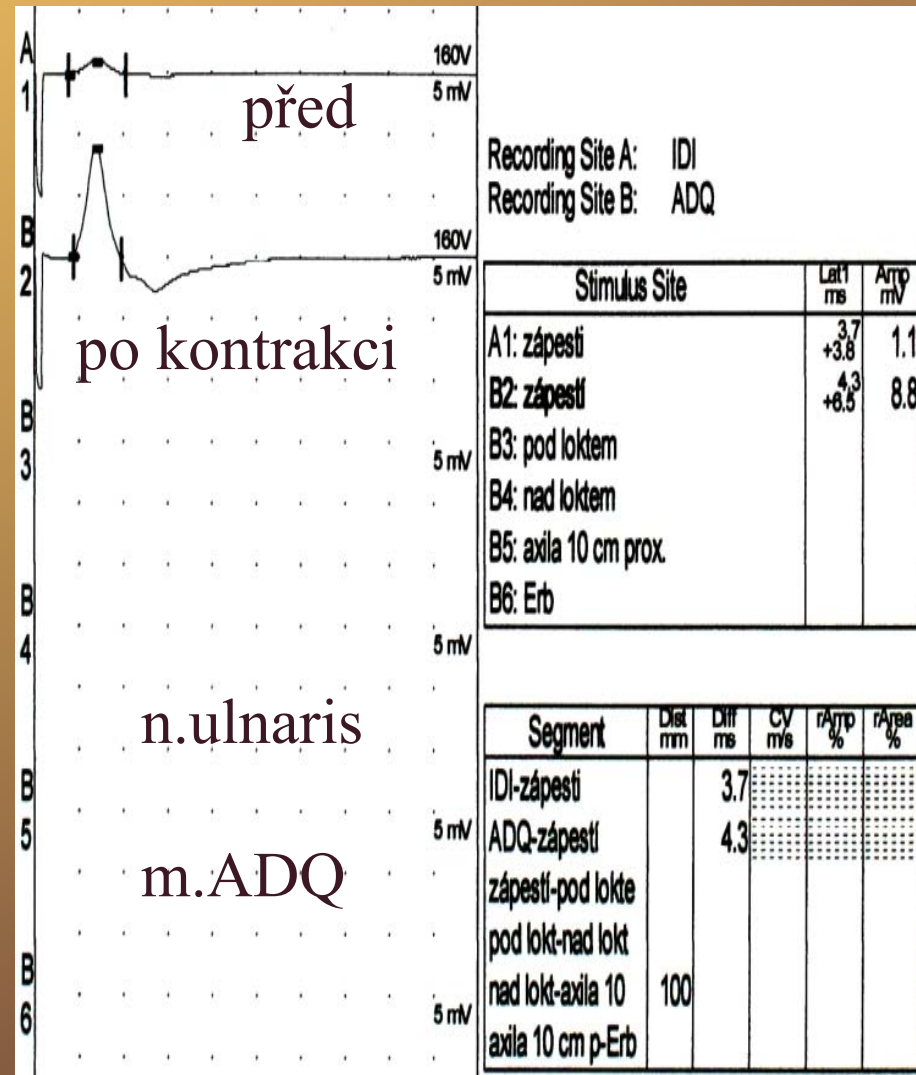 A
1
160V
5 mV
před
B
2
160V
5 mV
po kontrakci
B
3
5 mV
B
4
5 mV
n.ulnaris
B
5
5 mV
m.ADQ
B
6
5 mV
Recording Site A: IDI
Recording Site B: ADQ
Stimulus Site Lat1 ms Amp mV
A1: zápesti 3.7 +3.8 1.1
B2: zápestí 4.3 +6.5 8.8
B3: pod loktem
B4: nad loktem
B5: axila 10 cm prox.
B6: Erb
Segment Dist mm Diff ms CV m/s rAmp % rArea %
IDI-zápesti 3.7
ADQ-zápestí 4.3
zápestí-pod lokte
pod lokt-nad lokt
nad lokt-axila 10 100
axila 10 cm p-Erb